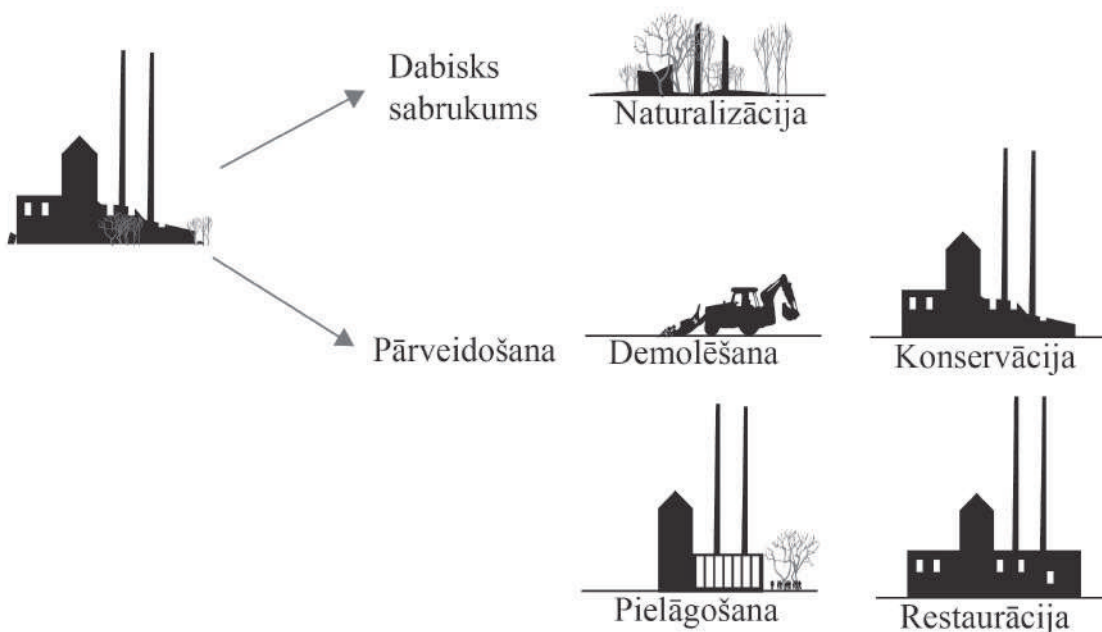 Dabisks
sabrukums
Naturalizācija
Pārveidošana
Demolēšana
Konservācija
Pielāgošana
Restaurācija